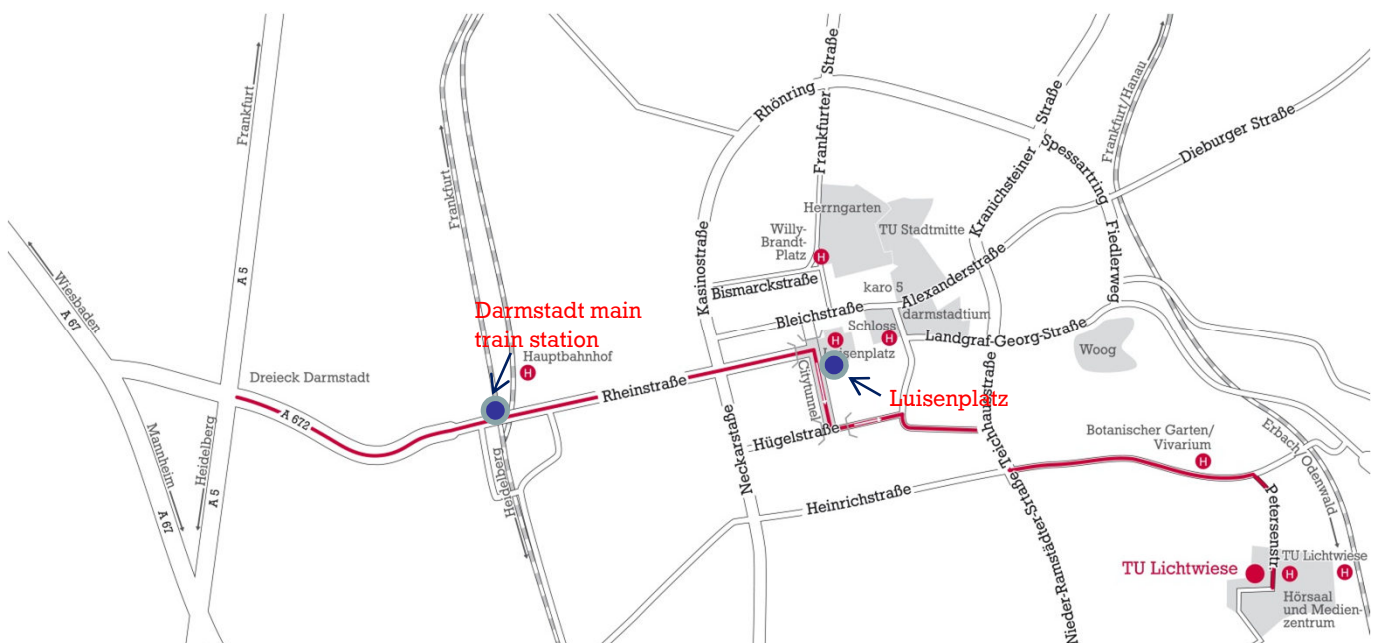 Frankfurt
A 5
Frankfurt
Rhönring
Frankfurter Straße
Kranichsteiner Straße
Spessartring
Frankfurt/Hanau
Dieburger Straße
Herrngarten
TU Stadtmitte
Willy-
Brandt-
Platz
H
Kasinostraße
Bismarckstraße
karo 5
Alexanderstraße
Fiedlerweg
Wiesbaden
A 67
Darmstadt main
train station
Bleichstraße
Schloss
H
darmstadtium
H
Luisenplatz
Landgraf-Georg-Straße
Woog
Hauptbahnhof
H
Dreieck Darmstadt
Rheinstraße
Citytunnel
Luisenplatz
A 672
Hügelstraße
Teichhausstraße
Botanischer Garten/
Vivarium
H
Mannheim
A 67
Heidelberg
A 5
Heidelberg
Neckarstraße
Heinrichstraße
Nieder-Ramstädter-Srtaße
Erbach/Odenwald
Petersenstr.
TU Lichtwiese
H
TU Lichtwiese
H
Hörsaal
und Medien-
zentrum